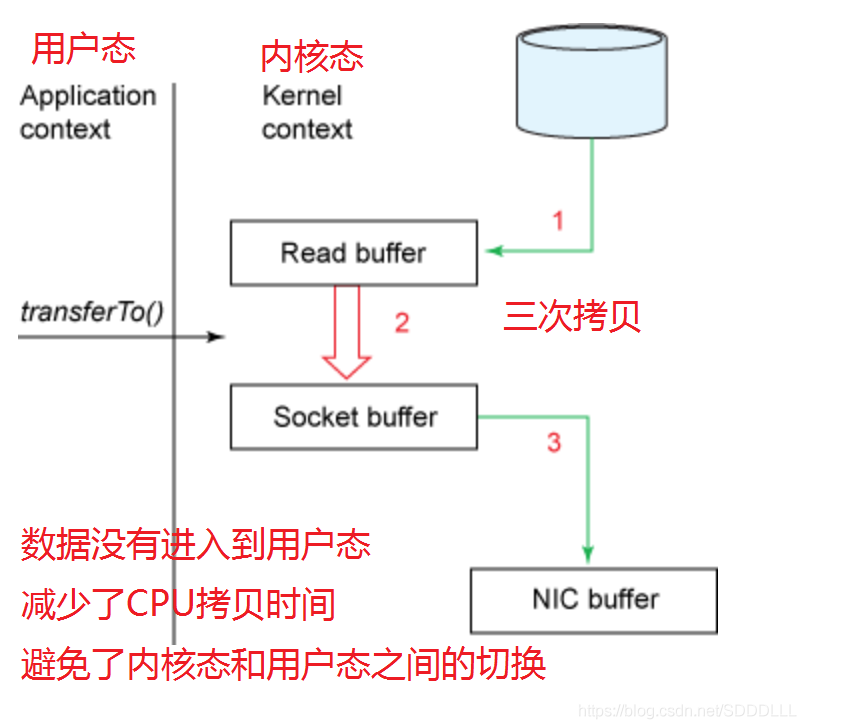 用户态
内核态
Application
context
Kernel
context
1
Read buffer
transferTo()
2
三次拷贝
Socket buffer
3
数据没有进入到用户态
减少了CPU拷贝时间
NIC buffer
避免了内核态和用户态之间的切换
https://blog.csdn.net/SDDDLLL